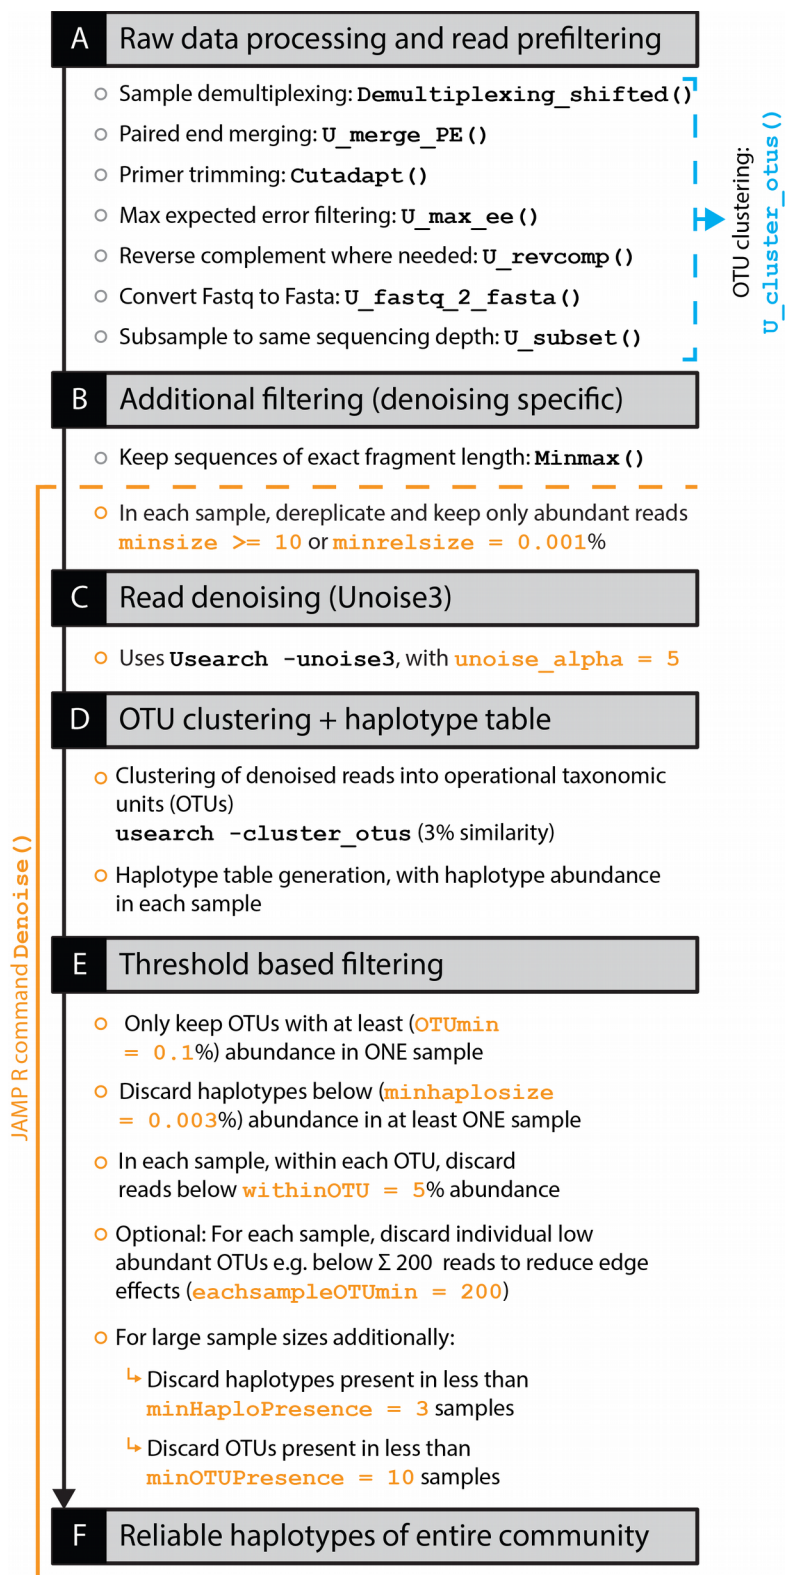 A Raw data processing and read prefiltering
Sample demultiplexing: Demultiplexing_shifted()
Paired end merging: U_merge_PE()
Primer trimming: Cutadapt()
Max expected error filtering: U_max_ee()
Reverse complement where needed: U_revcomp()
Convert Fastq to Fasta: U_fastq_2_fasta()
Subsample to same sequencing depth: U_subset()
OTU clustering:
U_cluster_otus()
B Additional filtering (denoising specific)
Keep sequences of exact fragment length: Minmax()
In each sample, dereplicate and keep only abundant reads
minsize >= 10 or minrelsize = 0.001%
C Read denoising (Unoise3)
Uses Usearch -unoise3, with unoise_alpha = 5
D OTU clustering + haplotype table
Clustering of denoised reads into operational taxonomic
units (OTUs)
usearch -cluster_otus (3% similarity)
Haplotype table generation, with haplotype abundance
in each sample
JAMP R command Denoise()
E Threshold based filtering
Only keep OTUs with at least (OTUmin
= 0.1%) abundance in ONE sample
Discard haplotypes below (minhaplosize
= 0.003%) abundance in at least ONE sample
In each sample, within each OTU, discard
reads below withinOTU = 5% abundance
Optional: For each sample, discard individual low
abundant OTUs e.g. below Σ 200 reads to reduce edge
effects (eachsampleOTUmin = 200)
For large sample sizes additionally:
Discard haplotypes present in less than
minHaploPresence = 3 samples
Discard OTUs present in less than
minOTUPresence = 10 samples
F Reliable haplotypes of entire community